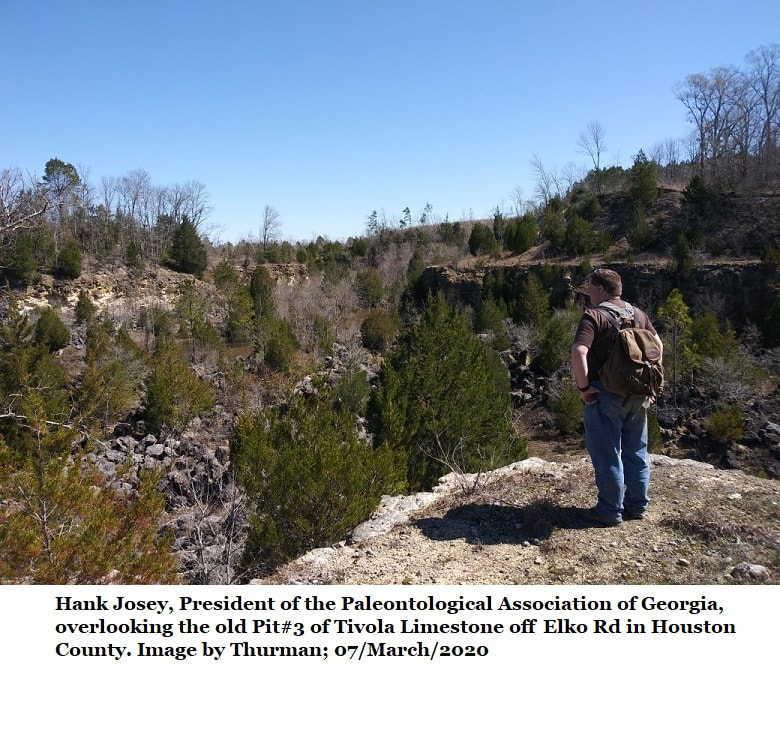 Hank Josey, President of the Paleontological Association of Georgia,
overlooking the old Pit#3 of Tivola Limestone off Elko Rd in Houston
County. Image by Thurman; 07/March/2020